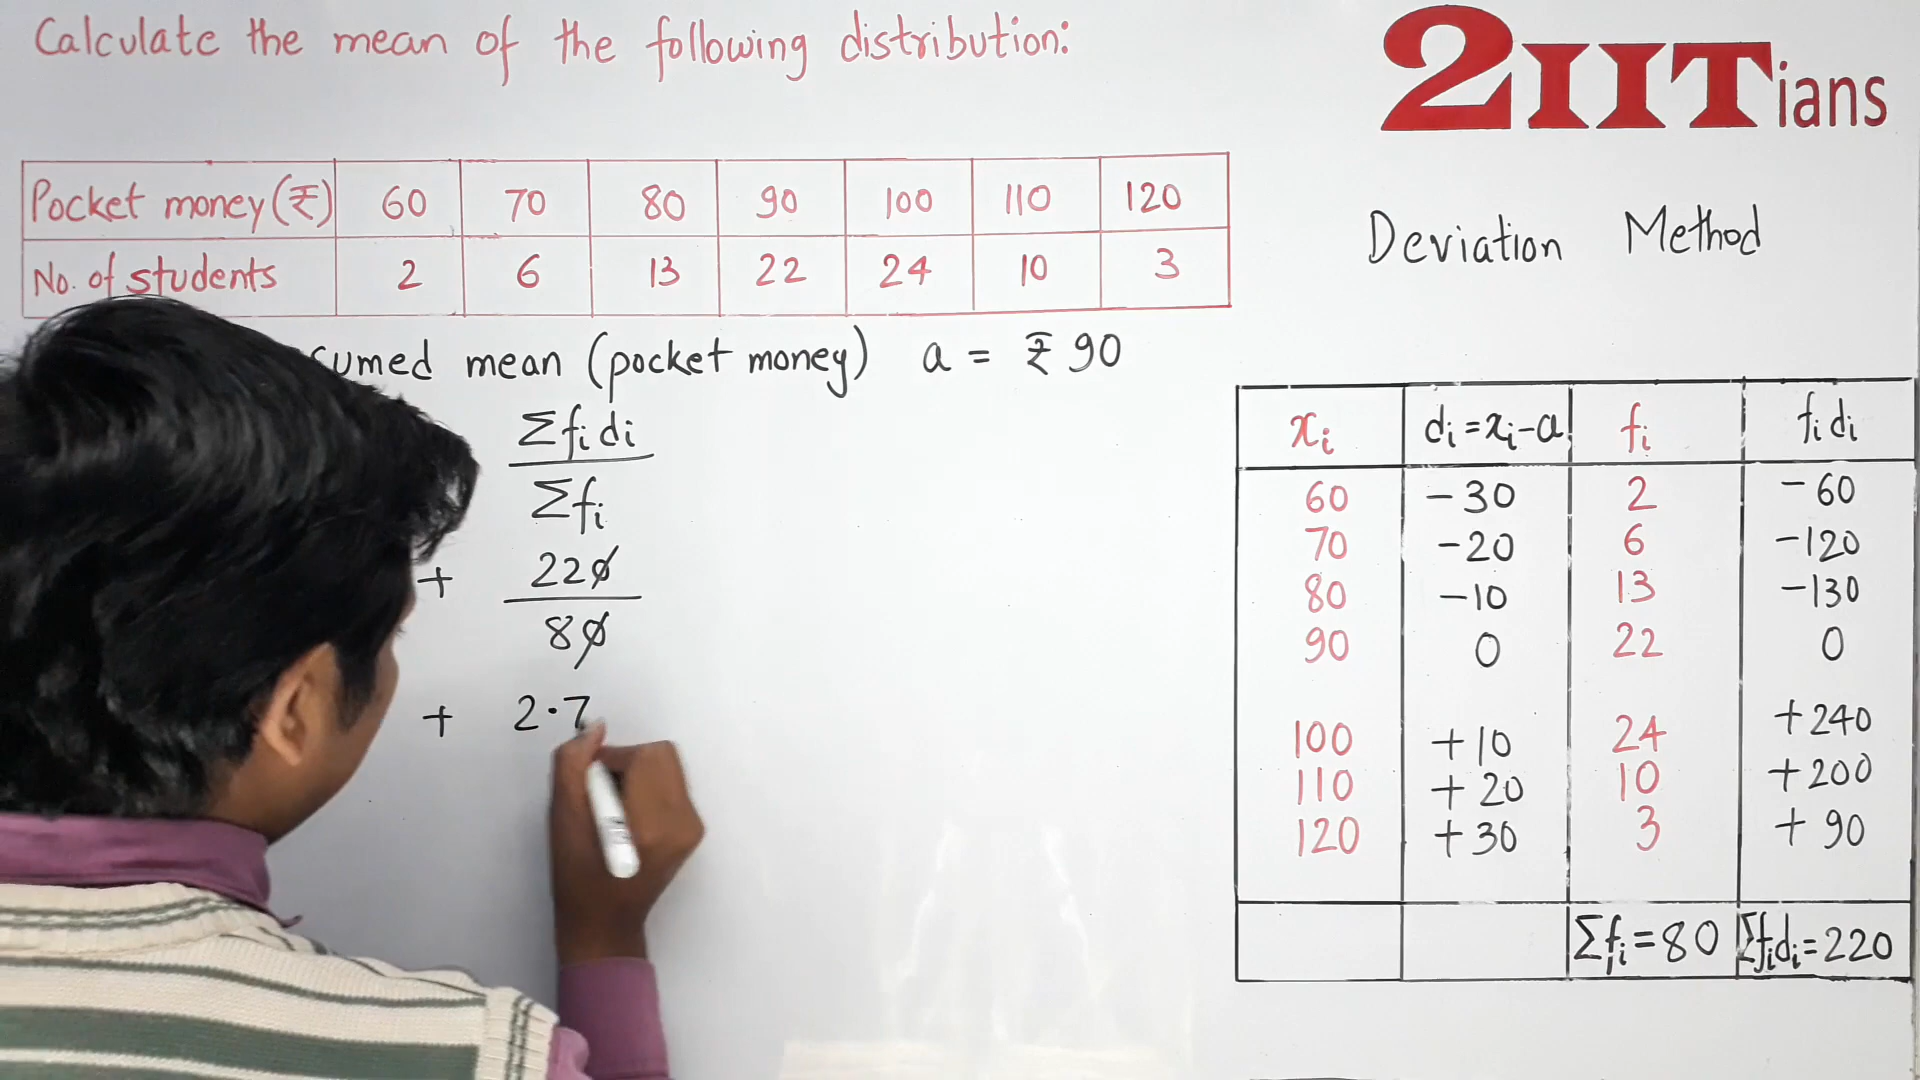 Calculate the mean of the following distribution:
2IITians
Pocket money (₹) 60 70 80 90 100 110 120
No. of students 2 6 13 22 24 10 3
Deviation Method
sumed mean (pocket money) a = ₹ 90
Σfidi
Σfi
+ 220
80
+ 2.7
xi di=xi-a fi fidi
60 -30 2 -60
70 -20 6 -120
80 -10 13 -130
90 0 22 0
100 +10 24 +240
110 +20 10 +200
120 +30 3 +90
Σfi=80 Σfidi=220